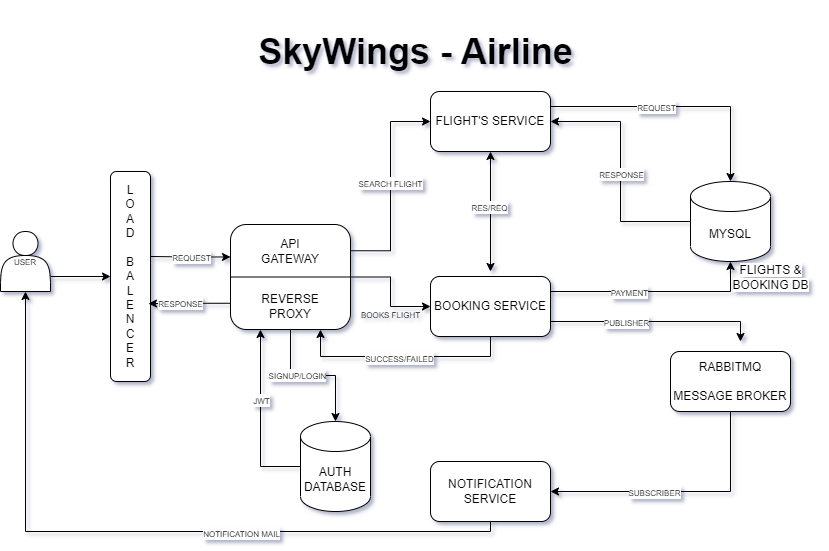 SkyWings - Airline
FLIGHT'S SERVICE
REQUEST
RESPONSE
MYSQL
FLIGHTS &
BOOKING DB
SEARCH FLIGHT
RES/REQ
L
O
A
D
B
A
L
E
N
C
E
R
USER
REQUEST
RESPONSE
API
GATEWAY
REVERSE
PROXY
BOOKS FLIGHT
BOOKING SERVICE
PAYMENT
PUBLISHER
SUCCESS/FAILED
SIGNUP/LOGIN
JWT
AUTH
DATABASE
RABBITMQ
MESSAGE BROKER
SUBSCRIBER
NOTIFICATION
SERVICE
NOTIFICATION MAIL